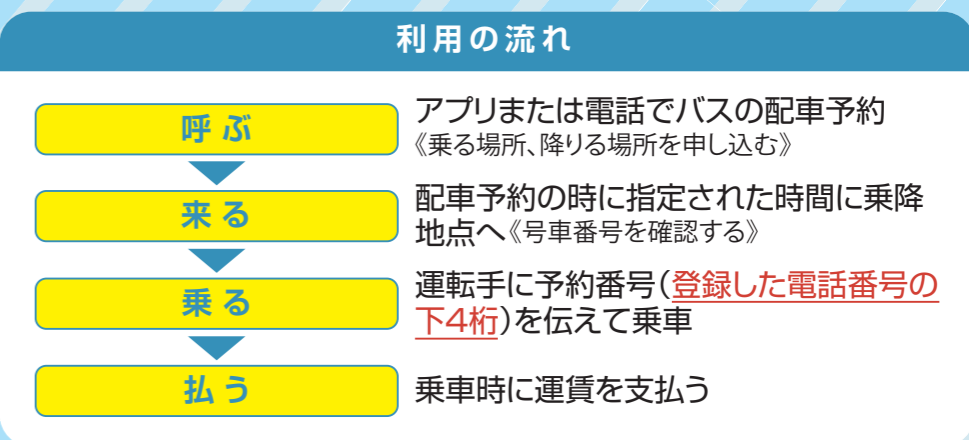 利用の流れ
呼ぶ
アプリまたは電話でバスの配車予約
《乗る場所、降りる場所を申し込む》
来る
配車予約の時に指定された時間に乗降
地点へ《号車番号を確認する》
乗る
運転手に予約番号(登録した電話番号の
下4桁)を伝えて乗車
払う
乗車時に運賃を支払う